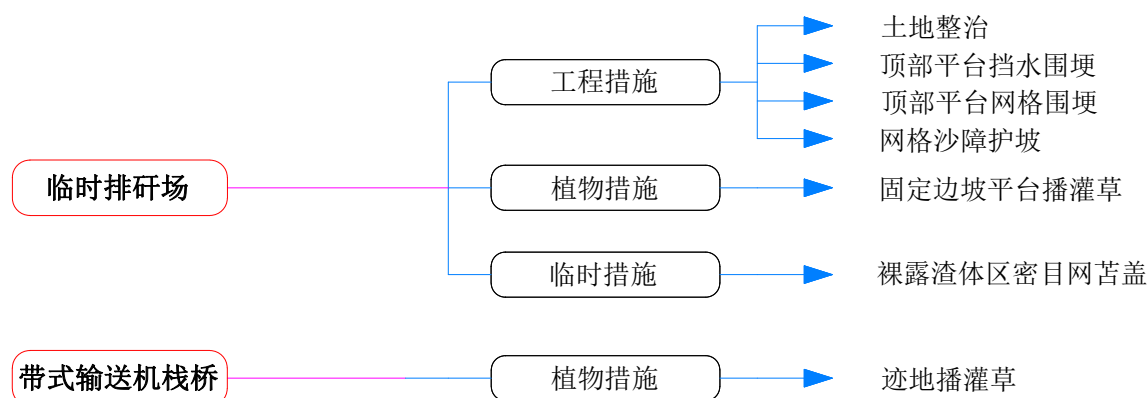 土地整治
工程措施
顶部平台挡水围埂
顶部平台网格围埂
网格沙障护坡
临时排矸场
植物措施
固定边坡平台播灌草
临时措施
裸露渣体区密目网苫盖
带式输送机栈桥
植物措施
迹地播灌草